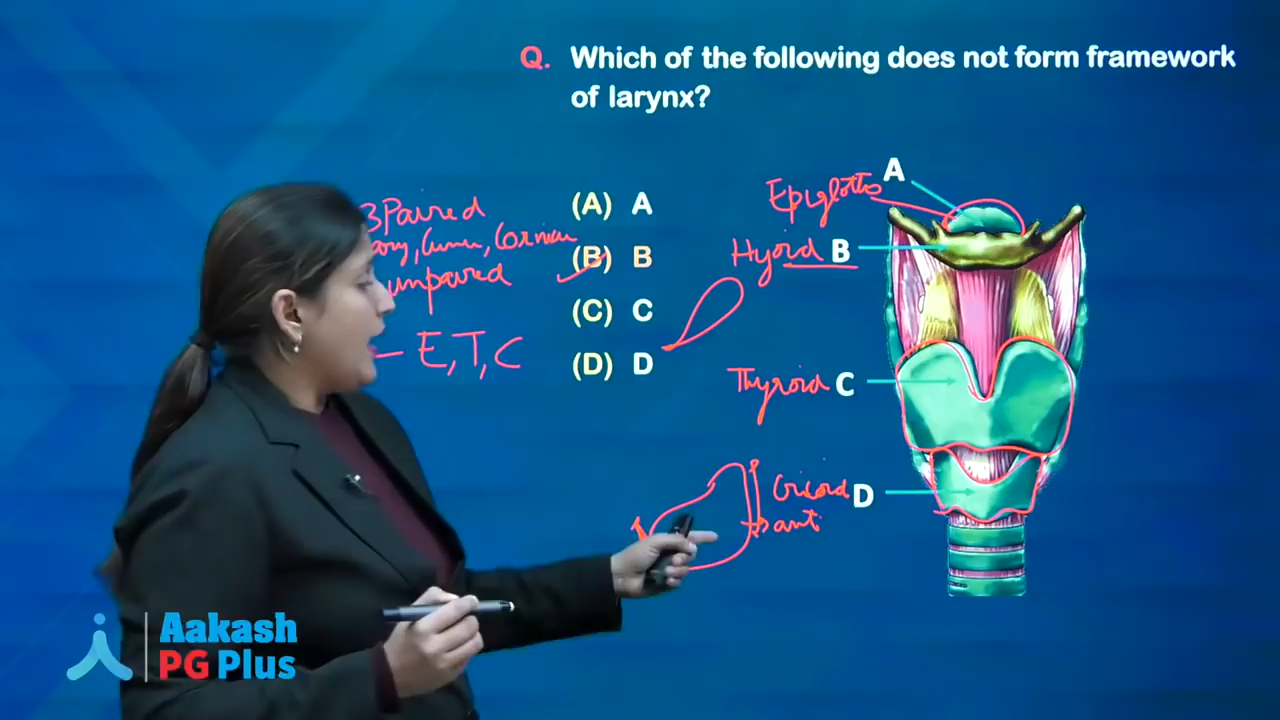 Q. Which of the following does not form framework
of larynx?
3 Paired
unpaired
E, T, C
(A) A
(B) B
(C) C
(D) D
Epiglottis A
Hyoid B
Thyroid C
Cricoid D
ant
Aakash
PG Plus